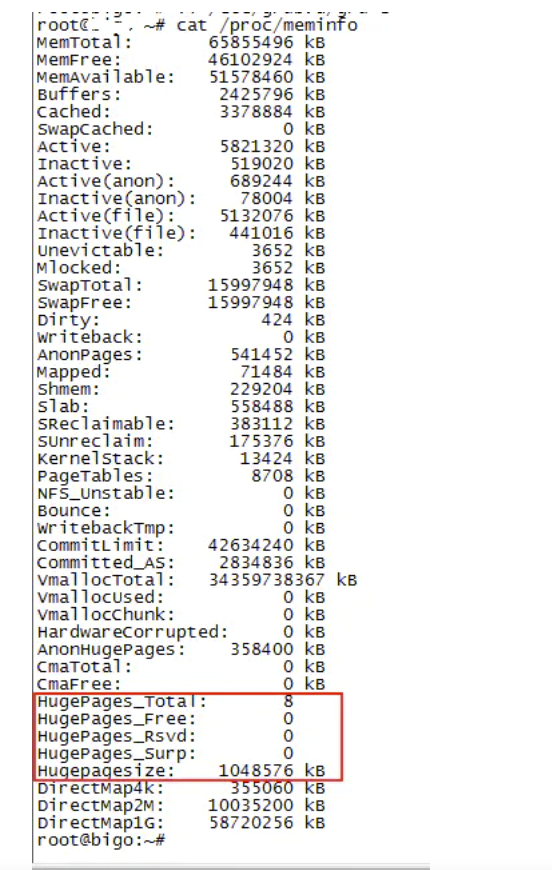 root@ ~# cat /proc/meminfo
MemTotal: 65855496 kB
MemFree: 46102924 kB
MemAvailable: 51578460 kB
Buffers: 2425796 kB
Cached: 3378884 kB
SwapCached: 0 kB
Active: 5821320 kB
Inactive: 519020 kB
Active(anon): 689244 kB
Inactive(anon): 78004 kB
Active(file): 5132076 kB
Inactive(file): 441016 kB
Unevictable: 3652 kB
Mlocked: 3652 kB
SwapTotal: 15997948 kB
SwapFree: 15997948 kB
Dirty: 424 kB
Writeback: 0 kB
AnonPages: 541452 kB
Mapped: 71484 kB
Shmem: 229204 kB
Slab: 558488 kB
SReclaimable: 383112 kB
SUnreclaim: 175376 kB
KernelStack: 13424 kB
PageTables: 8708 kB
NFS_Unstable: 0 kB
Bounce: 0 kB
WritebackTmp: 0 kB
CommitLimit: 42634240 kB
Committed_AS: 2834836 kB
VmallocTotal: 34359738367 kB
VmallocUsed: 0 kB
VmallocChunk: 0 kB
HardwareCorrupted: 0 kB
AnonHugePages: 358400 kB
CmaTotal: 0 kB
CmaFree: 0 kB
HugePages_Total: 8
HugePages_Free: 0
HugePages_Rsvd: 0
HugePages_Surp: 0
Hugepagesize: 1048576 kB
DirectMap4k: 355060 kB
DirectMap2M: 10035200 kB
DirectMap1G: 58720256 kB
root@bigo:~#